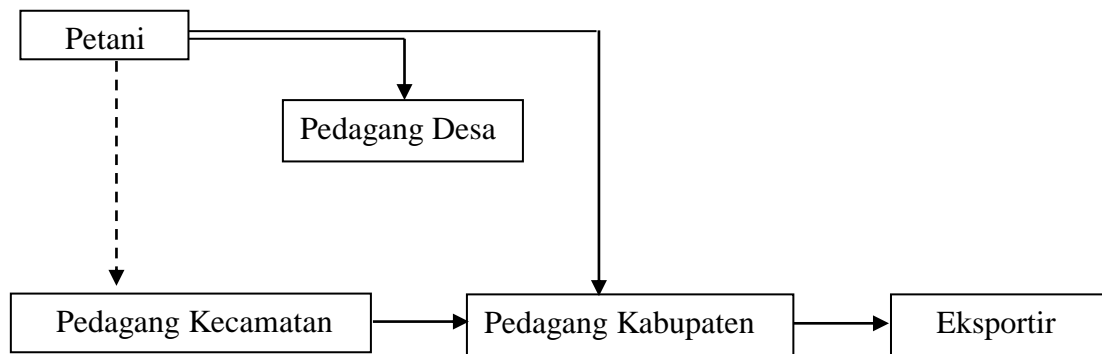 Petani
Pedagang Desa
Pedagang Kecamatan
Pedagang Kabupaten
Eksportir